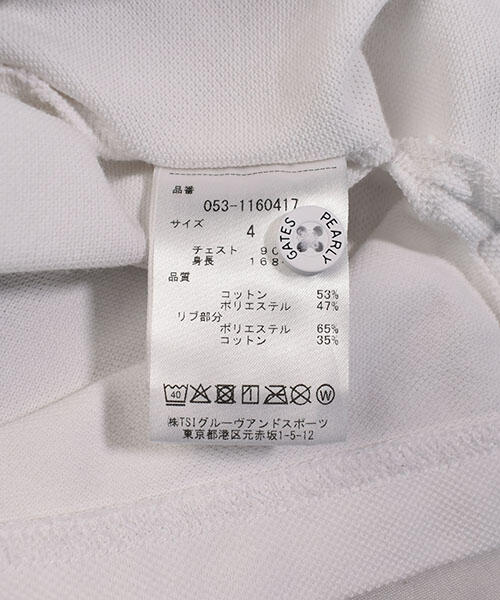 品番
053-1160417
サイズ
4
チェスト
身長 168
品質
コットン 53%
ポリエステル 47%
リブ部分
ポリエステル 65%
コットン 35%
40
W
㈱TSIグルーヴアンドスポーツ
東京都港区元赤坂1-5-12
PEARLY
GATES